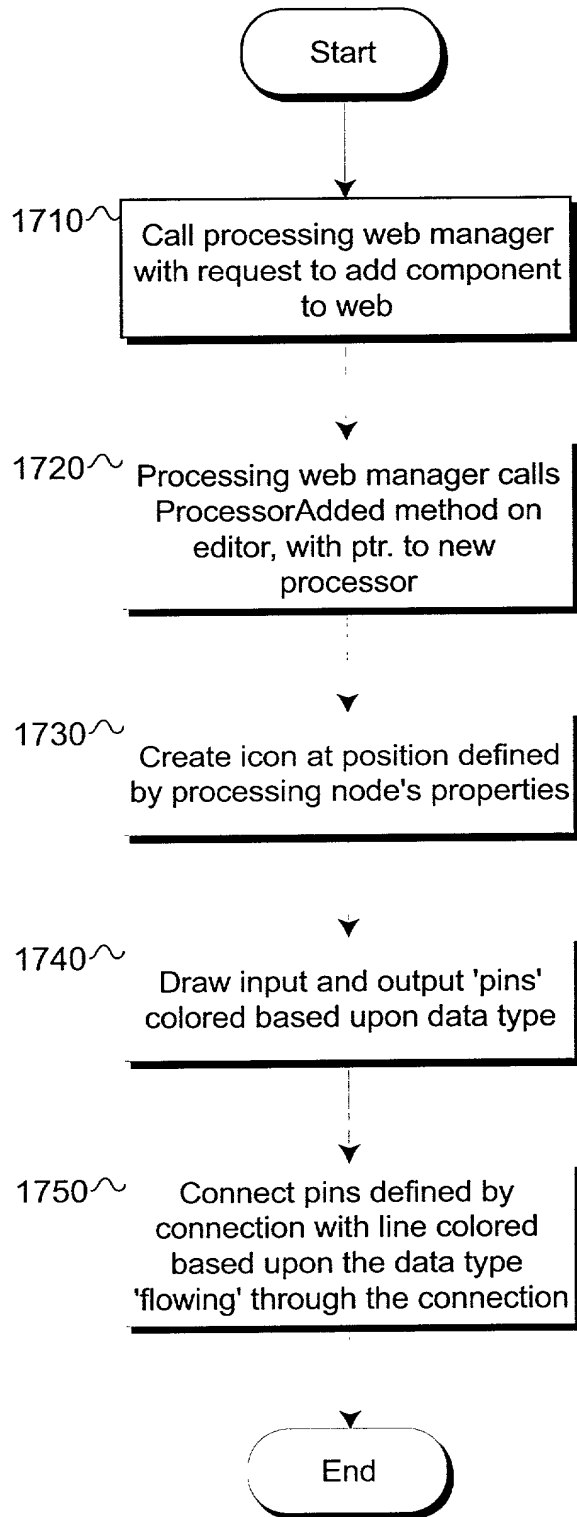 Start
1710
Call processing web manager
with request to add component
to web
1720
Processing web manager calls
ProcessorAdded method on
editor, with ptr. to new
processor
1730
Create icon at position defined
by processing node's properties
1740
Draw input and output 'pins'
colored based upon data type
1750
Connect pins defined by
connection with line colored
based upon the data type
'flowing' through the connection
End